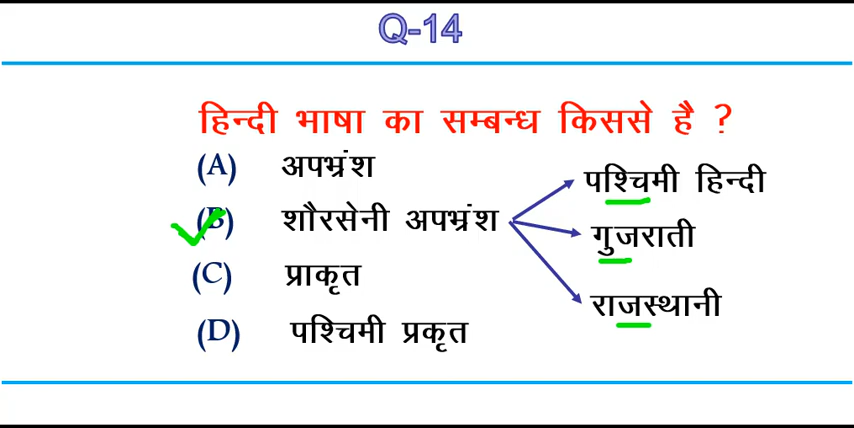 Q-14
हिन्दी भाषा का सम्बन्ध किससे है ?
(A) अपभ्रंश
(B) शौरसेनी अपभ्रंश
(C) प्राकृत
(D) पश्चिमी प्रकृत
पश्चिमी हिन्दी
गुजराती
राजस्थानी